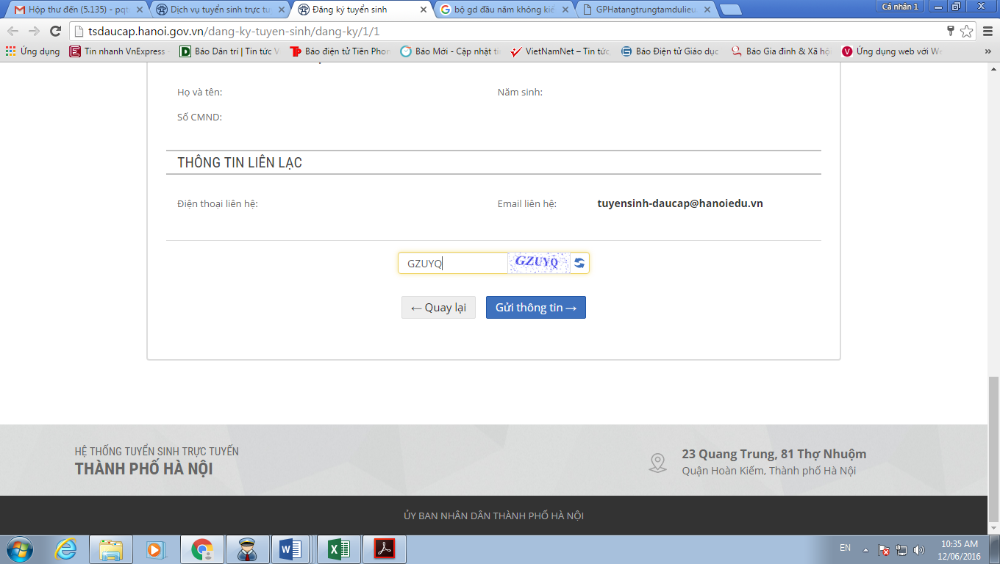 Hộp thư đến (5.135) - pqt
Dịch vụ tuyển sinh trực tu
Đăng ký tuyển sinh
bộ gd đầu năm không kiế
GPHatangtrungtamdulieu
Cá nhân 1
tsdaucap.hanoi.gov.vn/dang-ky-tuyen-sinh/dang-ky/1/1
Ứng dụng
Tin nhanh VnExpress -
Báo Dân trí | Tin tức V
Báo điện tử Tiền Phon
Báo Mới - Cập nhật ti
VietNamNet – Tin tức
Báo Điện tử Giáo dục
Báo Gia đình & Xã hộ
Ứng dụng web với We
Họ và tên:
Năm sinh:
Số CMND:
THÔNG TIN LIÊN LẠC
Điện thoại liên hệ:
Email liên hệ: tuyensinh-daucap@hanoiedu.vn
GZUYQ GZUYQ
← Quay lại
Gửi thông tin →
HỆ THỐNG TUYỂN SINH TRỰC TUYẾN
THÀNH PHỐ HÀ NỘI
23 Quang Trung, 81 Thợ Nhuộm
Quận Hoàn Kiếm, Thành phố Hà Nội
ỦY BAN NHÂN DÂN THÀNH PHỐ HÀ NỘI
EN
10:35 AM
12/06/2016